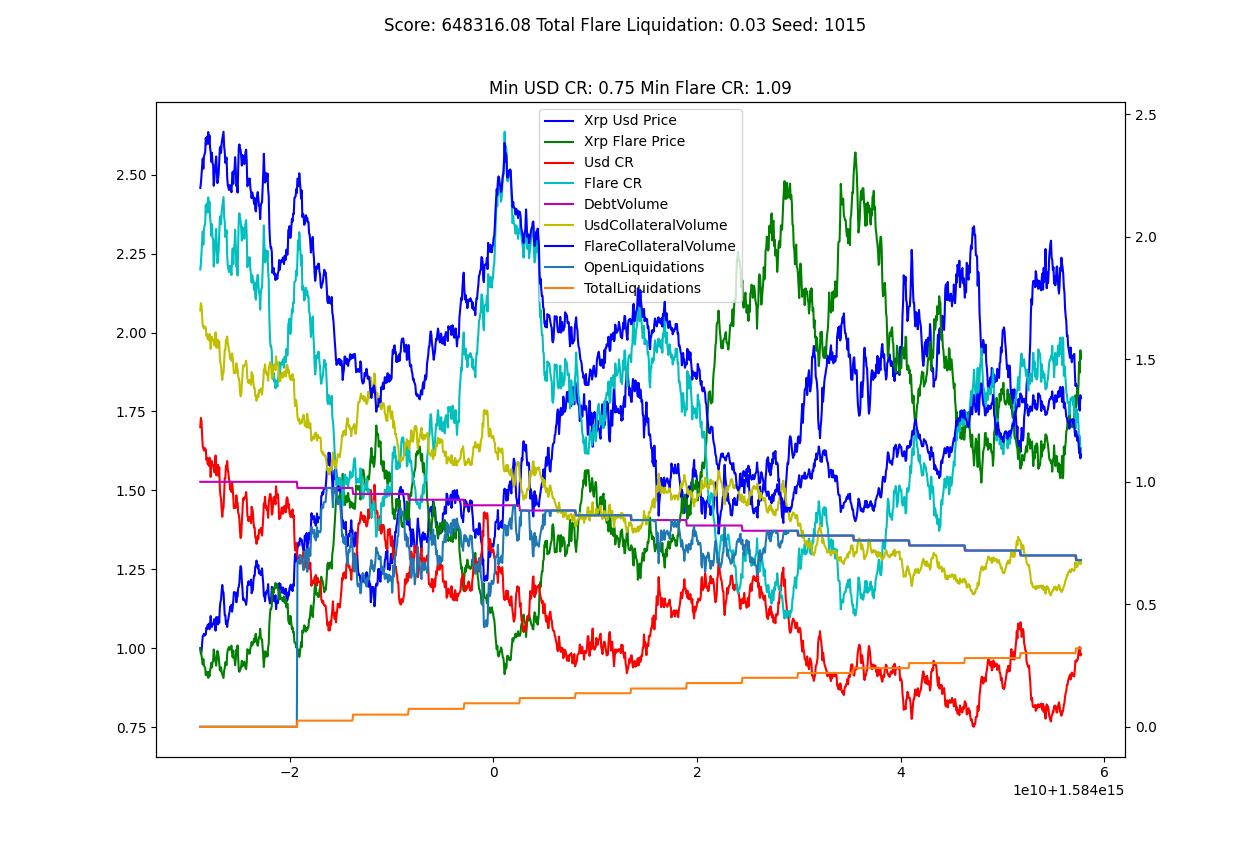 Score: 648316.08 Total Flare Liquidation: 0.03 Seed: 1015
Min USD CR: 0.75 Min Flare CR: 1.09
Xrp Usd Price
Xrp Flare Price
Usd CR
Flare CR
DebtVolume
UsdCollateralVolume
FlareCollateralVolume
OpenLiquidations
TotalLiquidations
2.50
2.25
2.00
1.75
1.50
1.25
1.00
0.75
2.5
2.0
1.5
1.0
0.5
0.0
−2 0 2 4 6
1e10+1.584e15